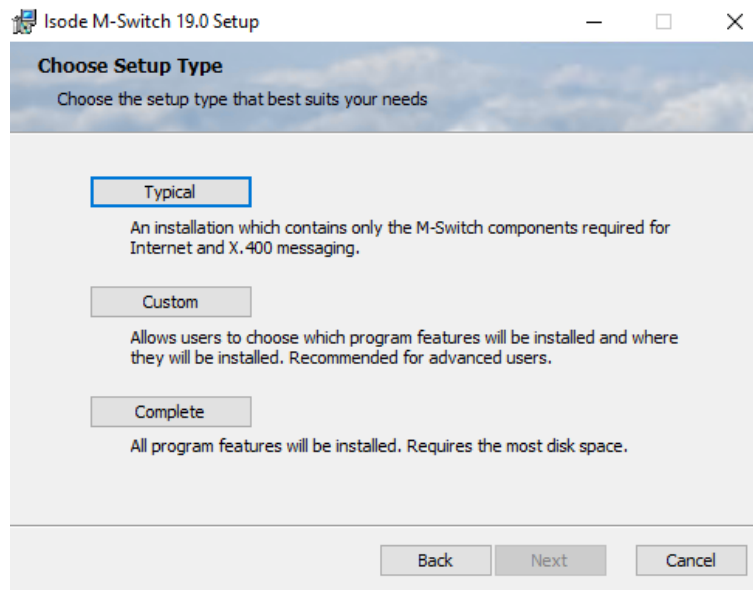 Isode M-Switch 19.0 Setup
Choose Setup Type
Choose the setup type that best suits your needs
Typical
An installation which contains only the M-Switch components required for
Internet and X.400 messaging.
Custom
Allows users to choose which program features will be installed and where
they will be installed. Recommended for advanced users.
Complete
All program features will be installed. Requires the most disk space.
Back Next Cancel